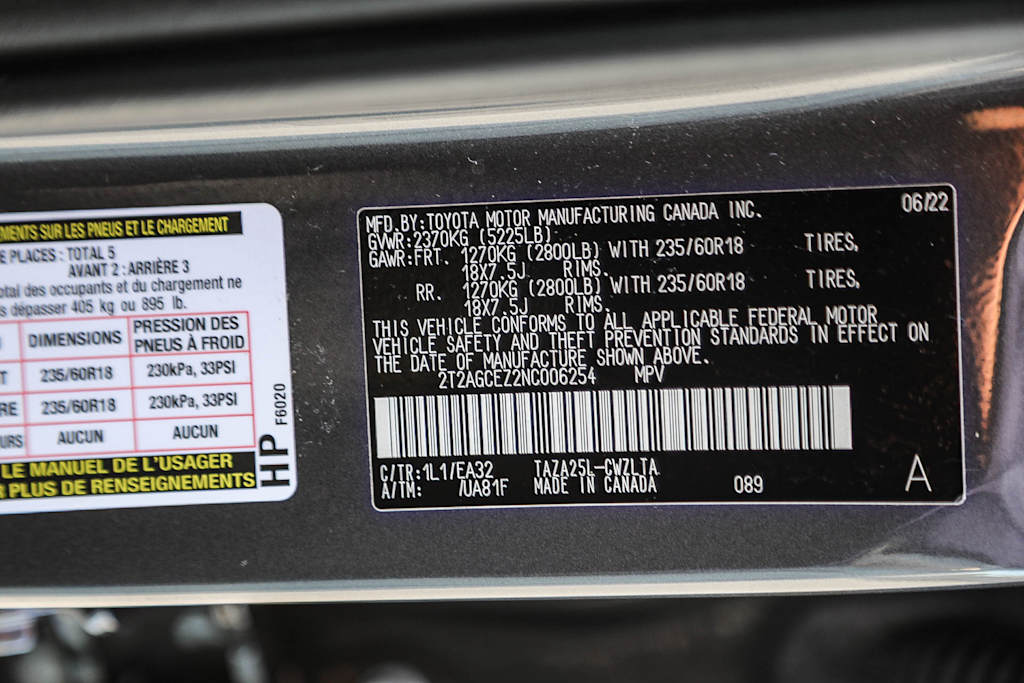 MENTS SUR LES PNEUS ET LE CHARGEMENT
E PLACES : TOTAL 5
AVANT 2 : ARRIÈRE 3
otal des occupants et du chargement ne
s dépasser 405 kg ou 895 lb.
DIMENSIONS PRESSION DES PNEUS À FROID
T 235/60R18 230kPa, 33PSI
RE 235/60R18 230kPa, 33PSI
OURS AUCUN AUCUN
LE MANUEL DE L'USAGER
R PLUS DE RENSEIGNEMENTS
HP F6020
MFD.BY:TOYOTA MOTOR MANUFACTURING CANADA INC. 06/22
GVWR:2370KG (5225LB)
GAWR:FRT. 1270KG (2800LB) WITH 235/60R18 TIRES,
18X7.5J RIMS.
RR. 1270KG (2800LB) WITH 235/60R18 TIRES,
18X7.5J RIMS.
THIS VEHICLE CONFORMS TO ALL APPLICABLE FEDERAL MOTOR
VEHICLE SAFETY AND THEFT PREVENTION STANDARDS IN EFFECT ON
THE DATE OF MANUFACTURE SHOWN ABOVE.
2T2AGCEZ2NC006254 MPV
C/TR:1L1/EA32 TAZA25L-CWZLTA
A/TM: /UA81F MADE IN CANADA 089 A